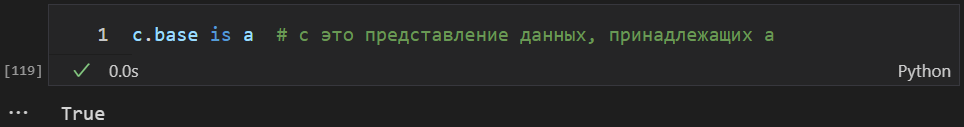 1 c.base is a # c это представление данных, принадлежащих a
[119] 0.0s Python
... True